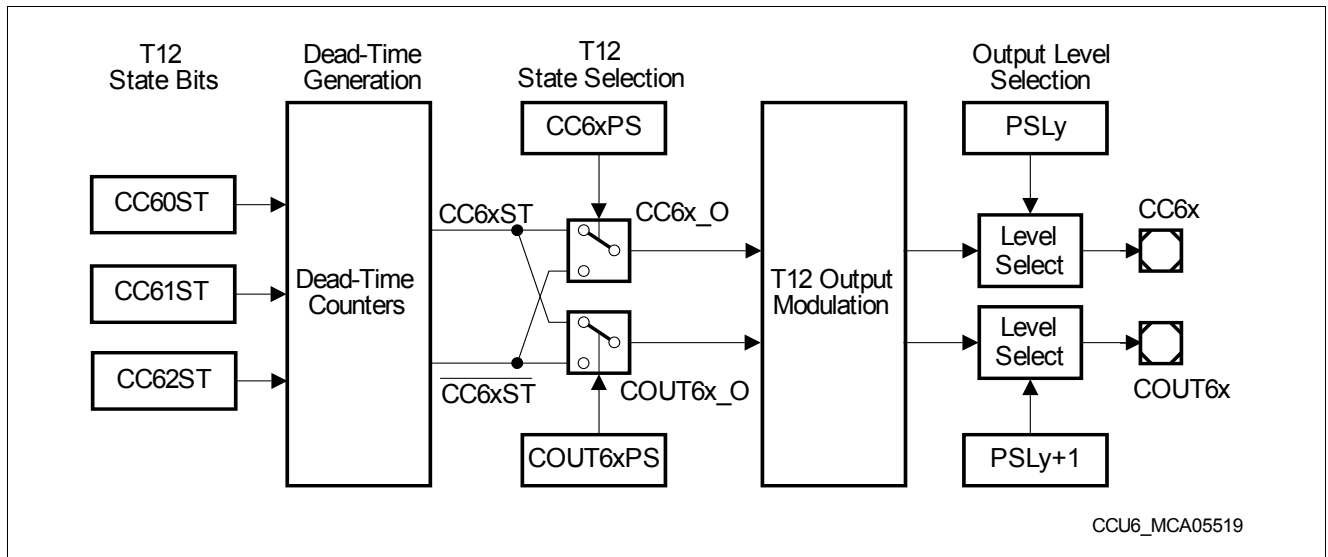 T12
State Bits
Dead-Time
Generation
T12
State Selection
Output Level
Selection
CC6xPS
PSLy
CC60ST
CC61ST
CC62ST
Dead-Time
Counters
CC6xST
CC6xST
CC6x_O
COUT6x_O
T12 Output
Modulation
Level
Select
Level
Select
CC6x
COUT6x
COUT6xPS
PSLy+1
CCU6_MCA05519